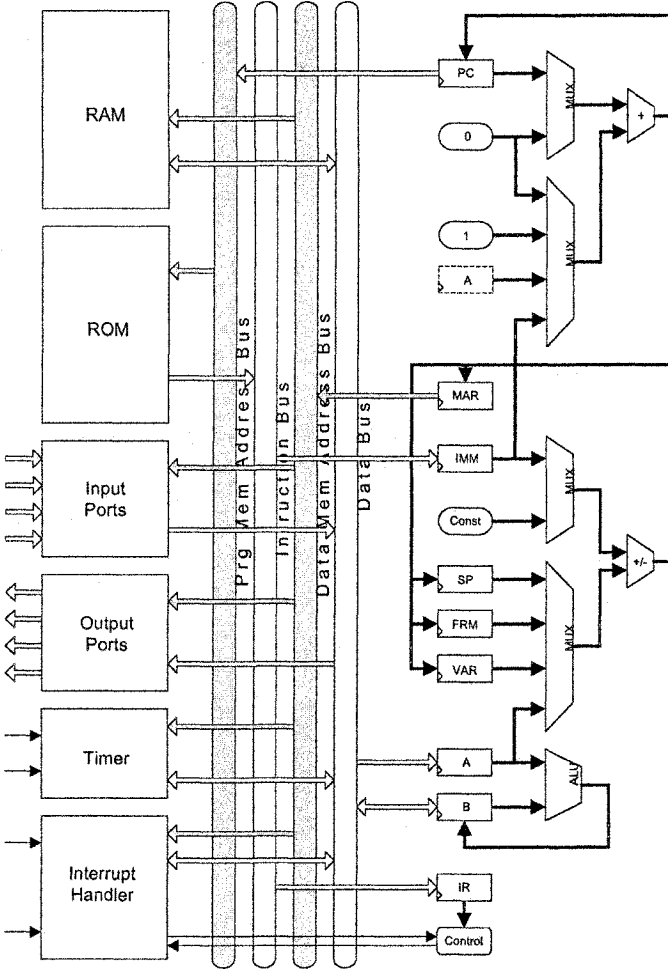 RAM
ROM
Input
Ports
Output
Ports
Timer
Interrupt
Handler
Prg Mem Address Bus
Intruction Bus
Data Mem Address Bus
Data Bus
PC
0
1
A
MAR
IMM
Const
SP
FRM
VAR
A
B
iR
Control
MUX
+
MUX
MUX
+/-
MUX
ALU